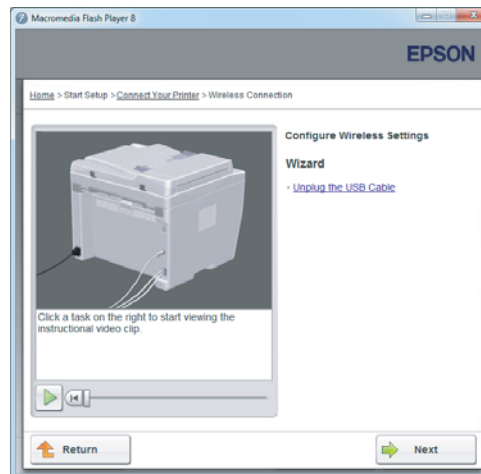 Macromedia Flash Player 8
EPSON
Home > Start Setup > Connect Your Printer > Wireless Connection
Configure Wireless Settings
Wizard
- Unplug the USB Cable
Click a task on the right to start viewing the
instructional video clip.
Return
Next